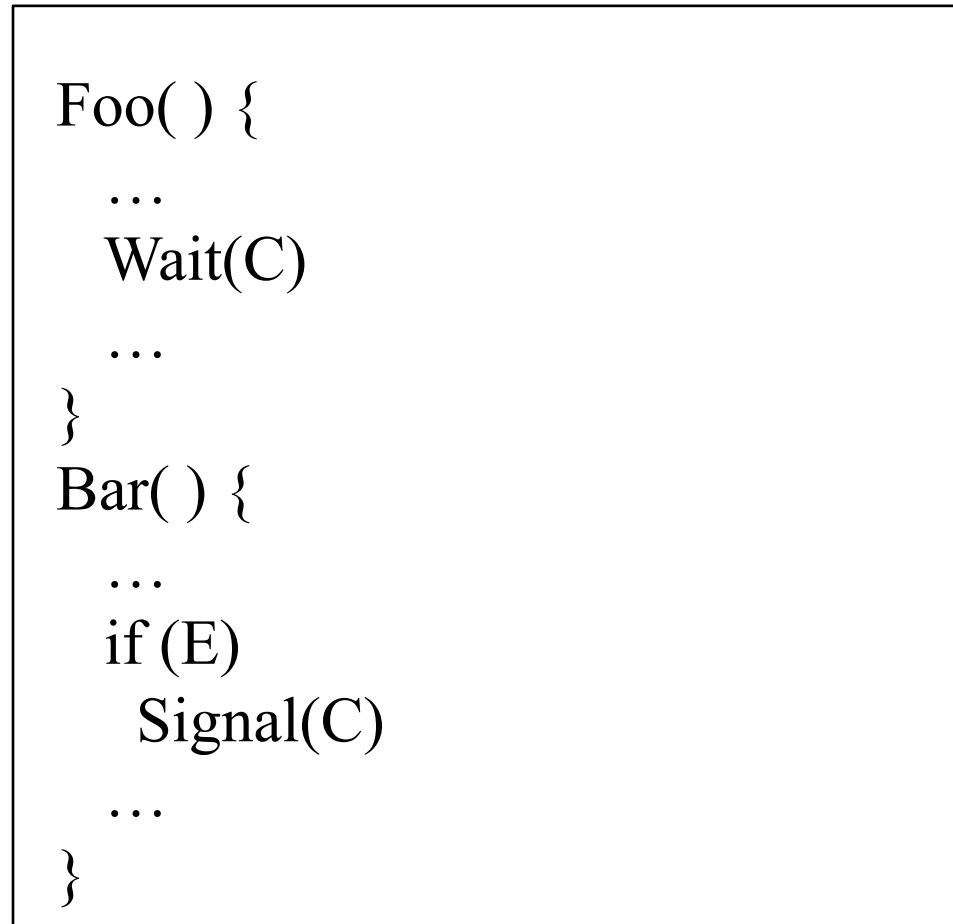 Foo( ) {
…
Wait(C)
…
}
Bar( ) {
…
if (E)
Signal(C)
…
}